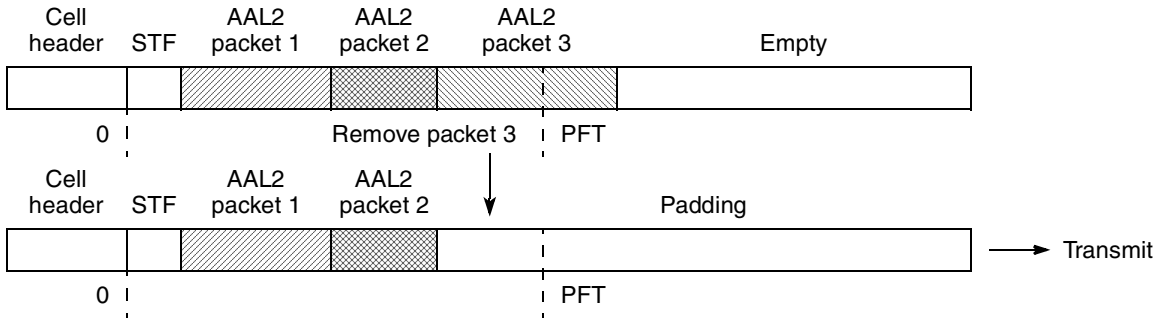 Cell header
STF
AAL2 packet 1
AAL2 packet 2
AAL2 packet 3
Empty
0
Remove packet 3
PFT
Cell header
STF
AAL2 packet 1
AAL2 packet 2
Padding
Transmit
0
PFT